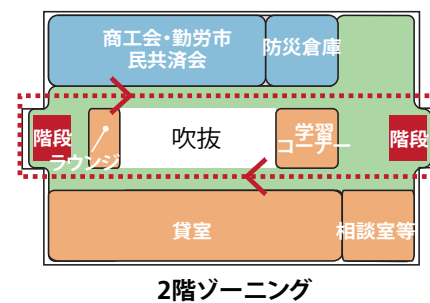 商工会・勤労市
民共済会
防災倉庫
階段
ラウンジ
吹抜
学習
コーナー
階段
貸室
相談室等
2階ゾーニング